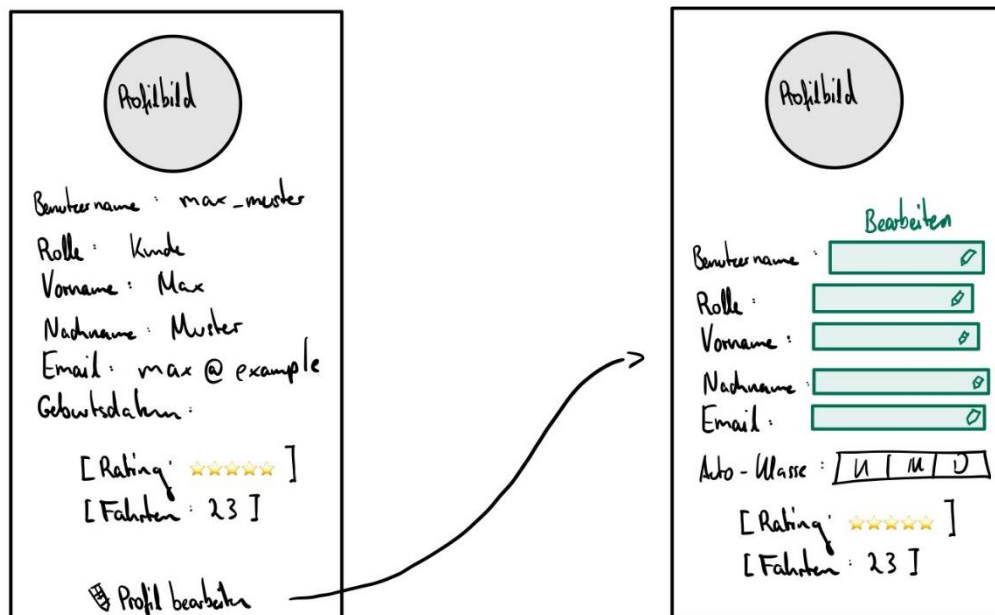 Profilbild
Benutzername : max_muster
Rolle : Kunde
Vorname : Max
Nachname : Muster
Email : max @ example
Geburtsdatum :
[ Rating : ⭐⭐⭐⭐⭐ ]
[ Fahrten : 23 ]
Profil bearbeiten
Profilbild
Bearbeiten
Benutzername :
Rolle :
Vorname :
Nachname :
Email :
Auto-Klasse : K M D
[ Rating : ⭐⭐⭐⭐⭐ ]
[ Fahrten : 23 ]